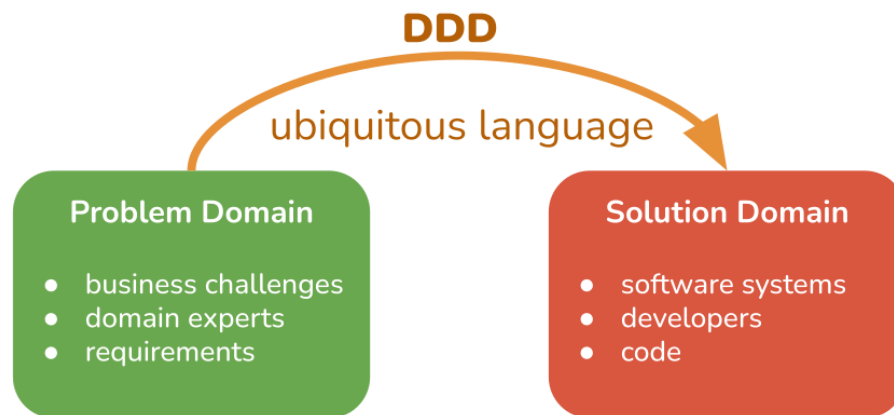 DDD
ubiquitous language
Problem Domain
● business challenges
● domain experts
● requirements
Solution Domain
● software systems
● developers
● code